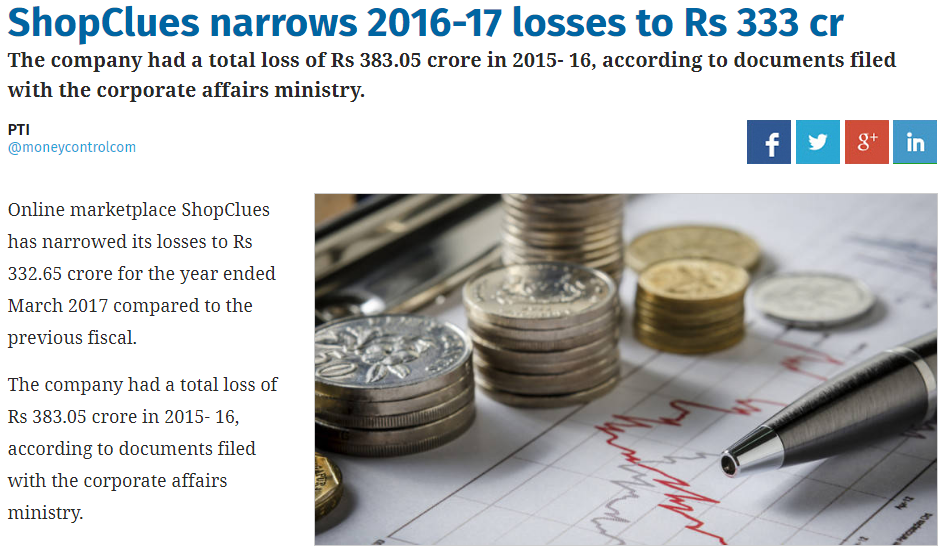 ShopClues narrows 2016-17 losses to Rs 333 cr
The company had a total loss of Rs 383.05 crore in 2015- 16, according to documents filed
with the corporate affairs ministry.
PTI
@moneycontrolcom
f
g+
in
Online marketplace ShopClues
has narrowed its losses to Rs
332.65 crore for the year ended
March 2017 compared to the
previous fiscal.
The company had a total loss of
Rs 383.05 crore in 2015- 16,
according to documents filed
with the corporate affairs
ministry.